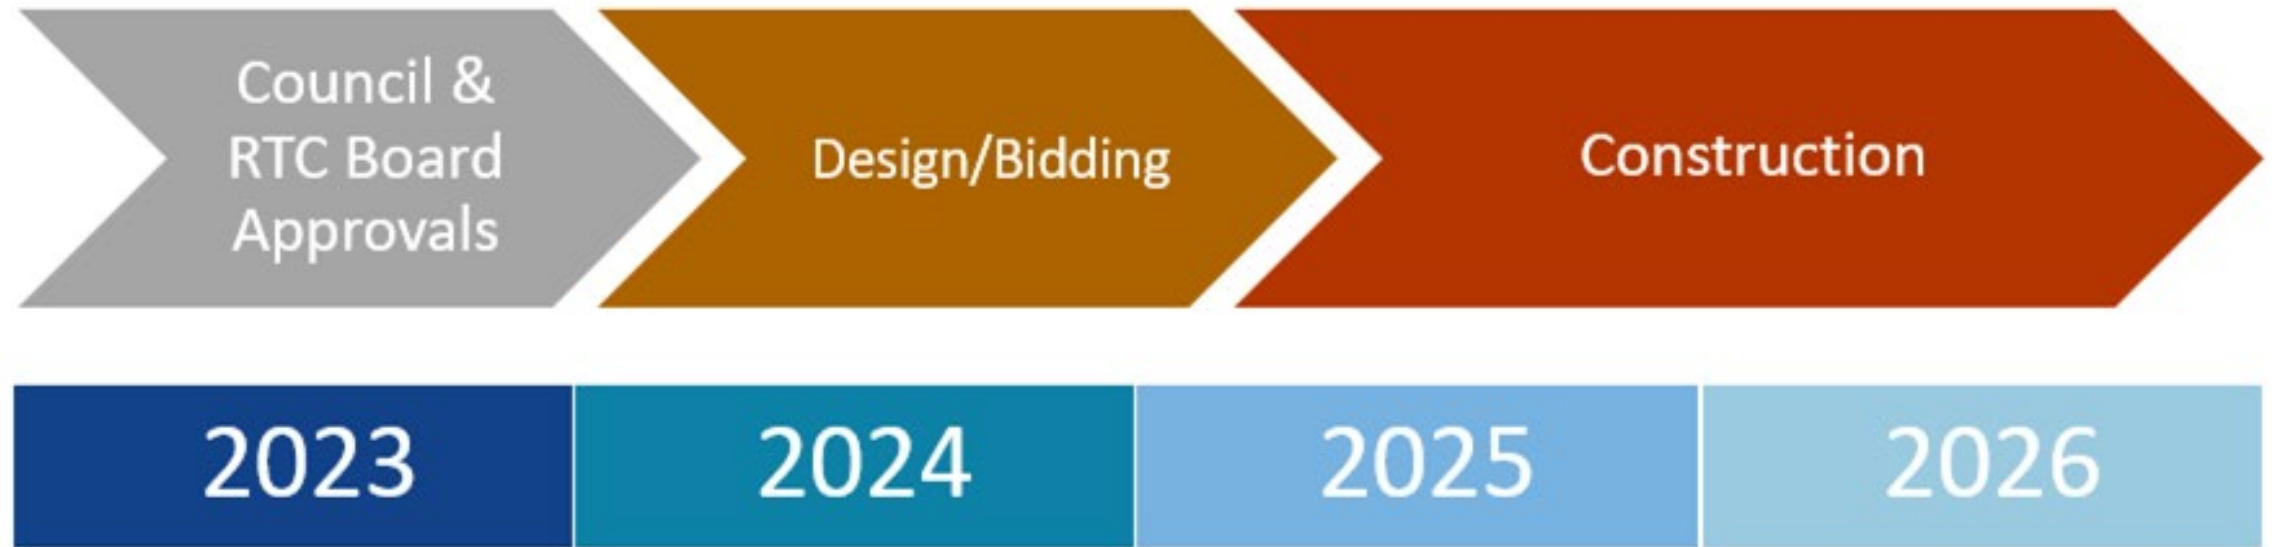 Council &
RTC Board
Approvals
Design/Bidding
Construction
2023
2024
2025
2026